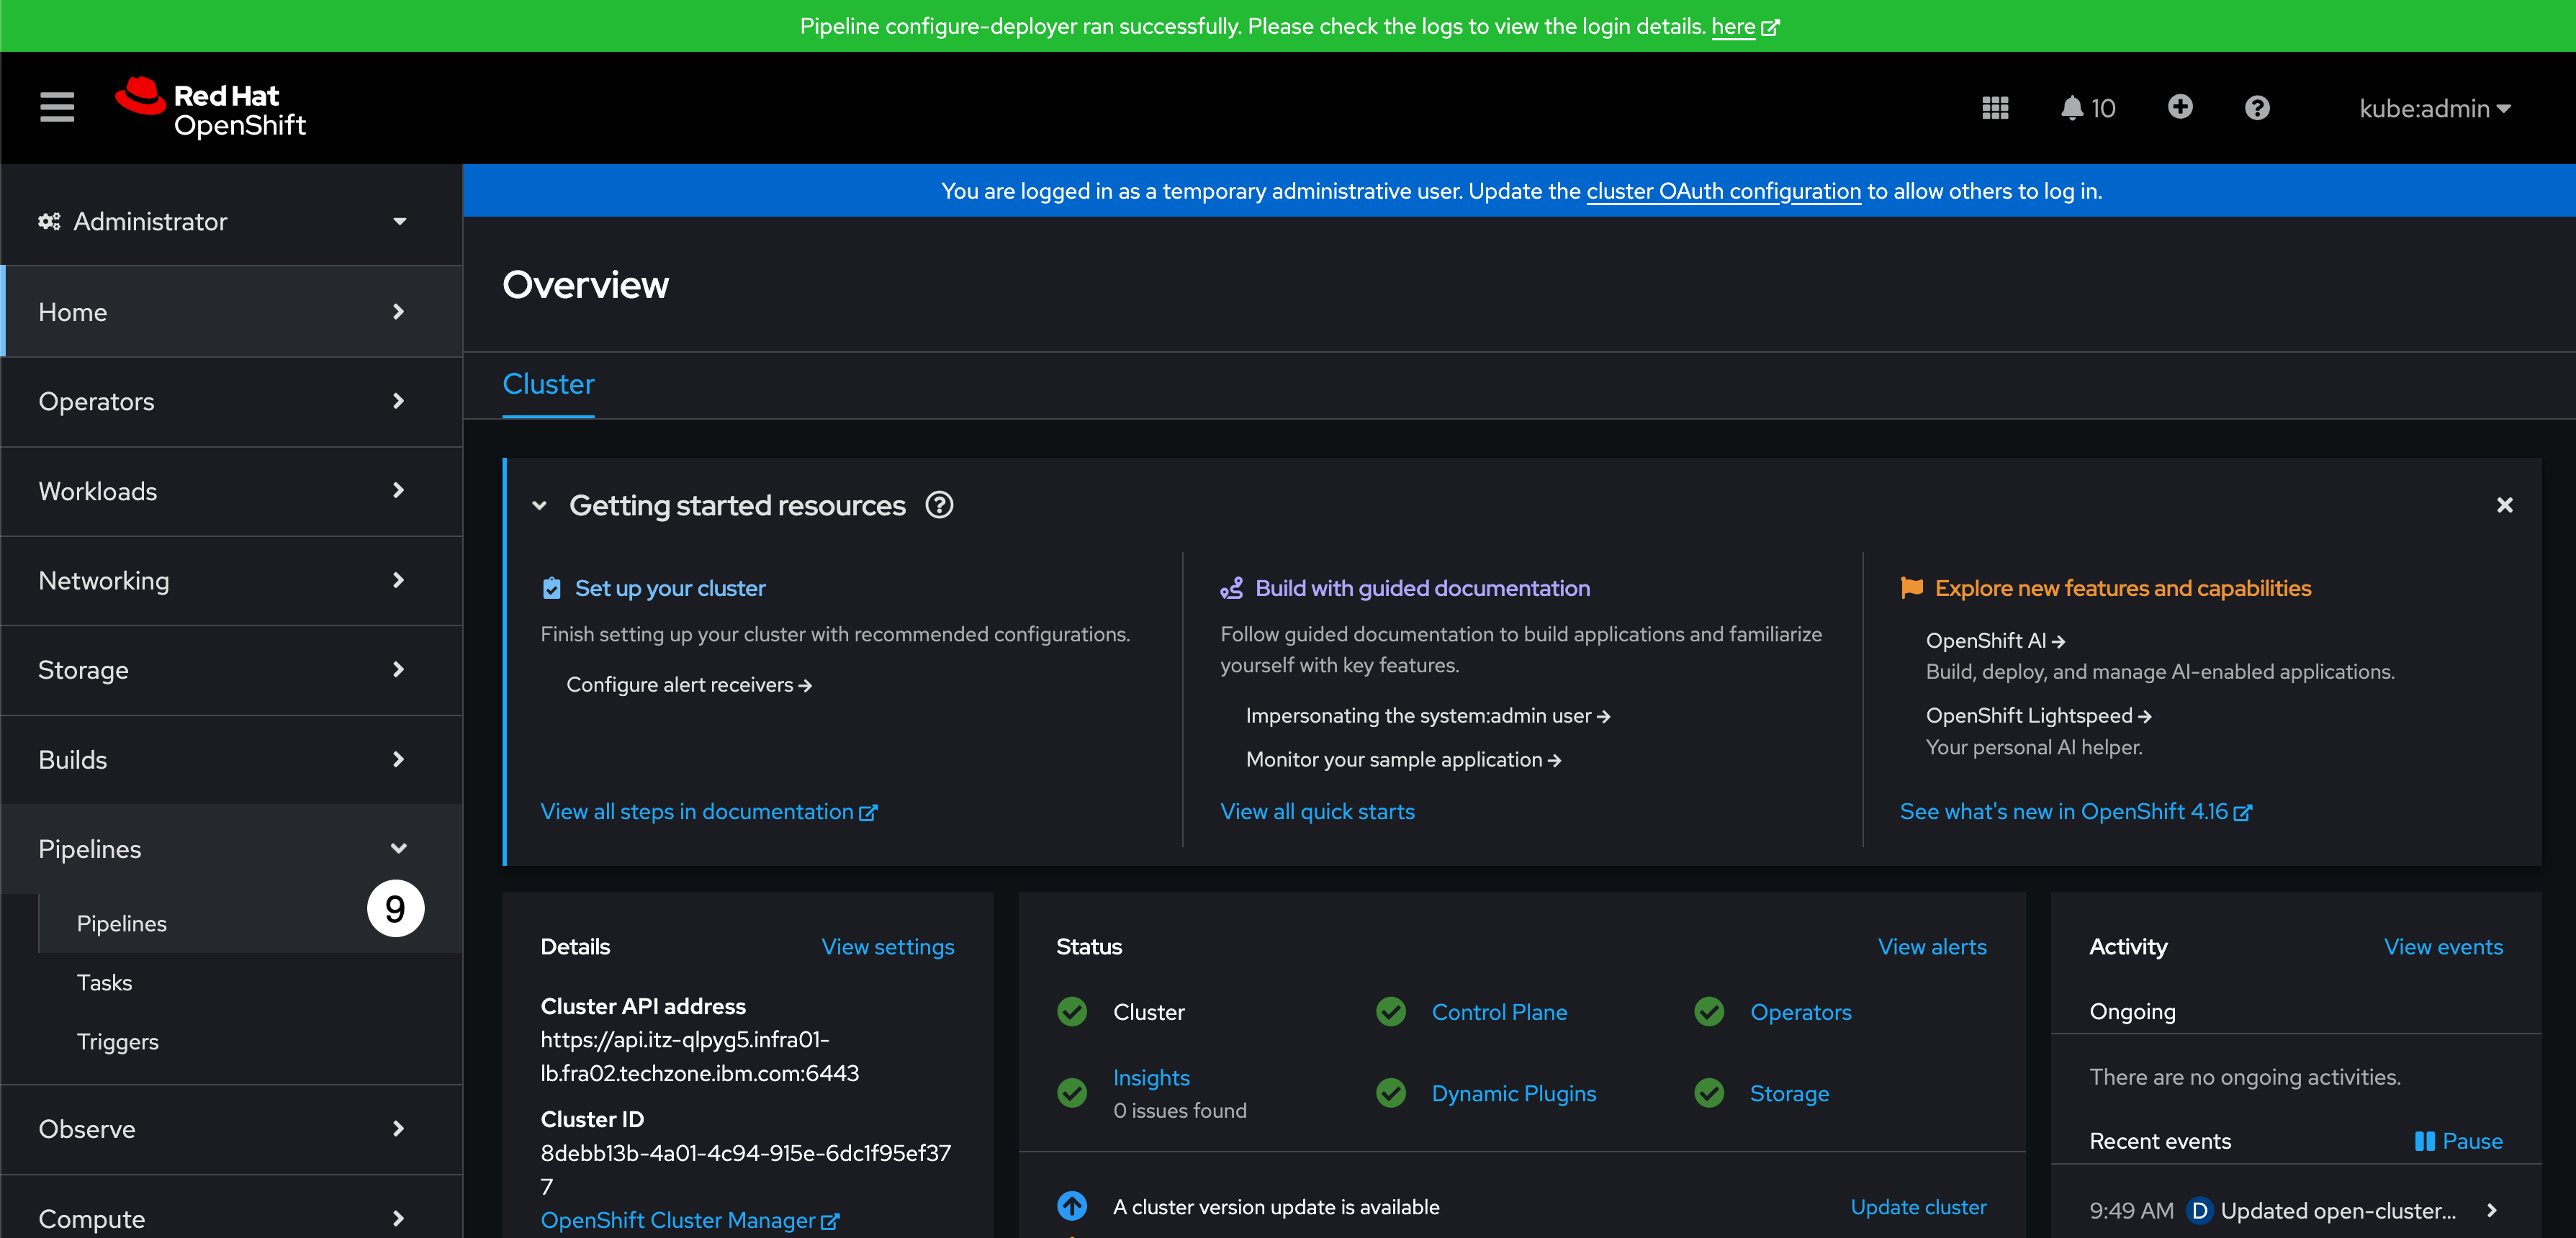 Pipeline configure-deployer ran successfully. Please check the logs to view the login details. here
Red Hat
OpenShift
10
kube:admin
You are logged in as a temporary administrative user. Update the cluster OAuth configuration to allow others to log in.
Administrator
Home
Operators
Workloads
Networking
Storage
Builds
Pipelines
Pipelines
9
Tasks
Triggers
Observe
Compute
Overview
Cluster
Getting started resources
Set up your cluster
Finish setting up your cluster with recommended configurations.
Configure alert receivers
View all steps in documentation
Build with guided documentation
Follow guided documentation to build applications and familiarize
yourself with key features.
Impersonating the system:admin user
Monitor your sample application
View all quick starts
Explore new features and capabilities
OpenShift AI
Build, deploy, and manage AI-enabled applications.
OpenShift Lightspeed
Your personal AI helper.
See what's new in OpenShift 4.16
Details
View settings
Cluster API address
https://api.itz-qlpyg5.infra01-
lb.fra02.techzone.ibm.com:6443
Cluster ID
8debb13b-4a01-4c94-915e-6dc1f95ef37
7
OpenShift Cluster Manager
Status
View alerts
Cluster
Control Plane
Operators
Insights
0 issues found
Dynamic Plugins
Storage
A cluster version update is available
Update cluster
Activity
View events
Ongoing
There are no ongoing activities.
Recent events
Pause
9:49 AM D Updated open-cluster...